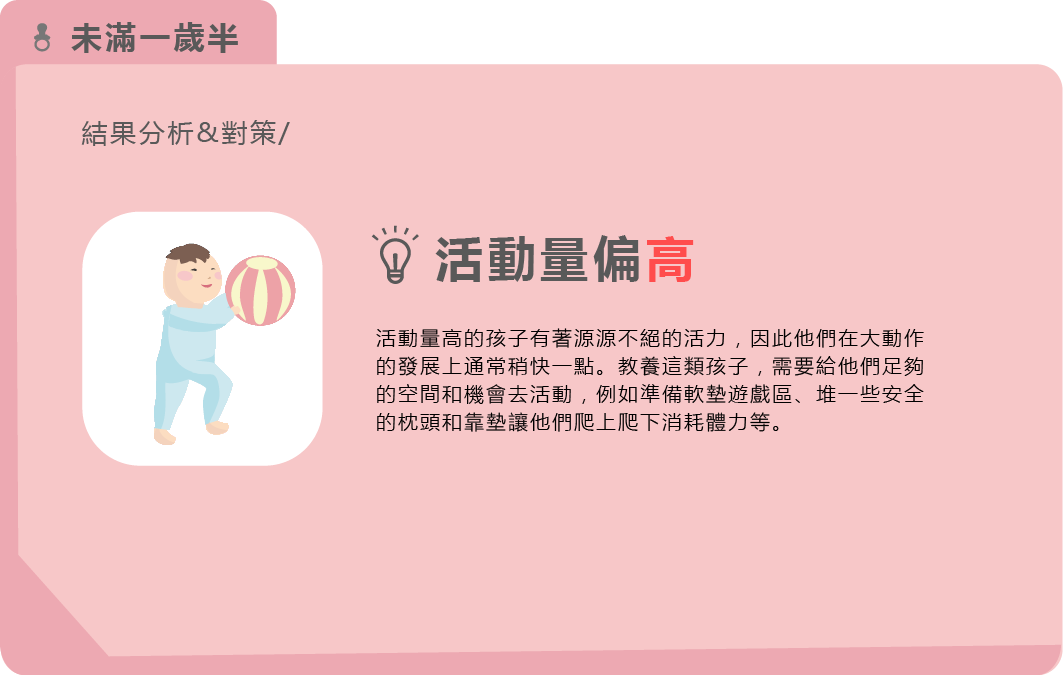 未滿一歲半
結果分析&對策/
活動量偏高
活動量高的孩子有著源源不絕的活力，因此他們在大動作
的發展上通常稍快一點。教養這類孩子，需要給他們足夠
的空間和機會去活動，例如準備軟墊遊戲區、堆一些安全
的枕頭和靠墊讓他們爬上爬下消耗體力等。